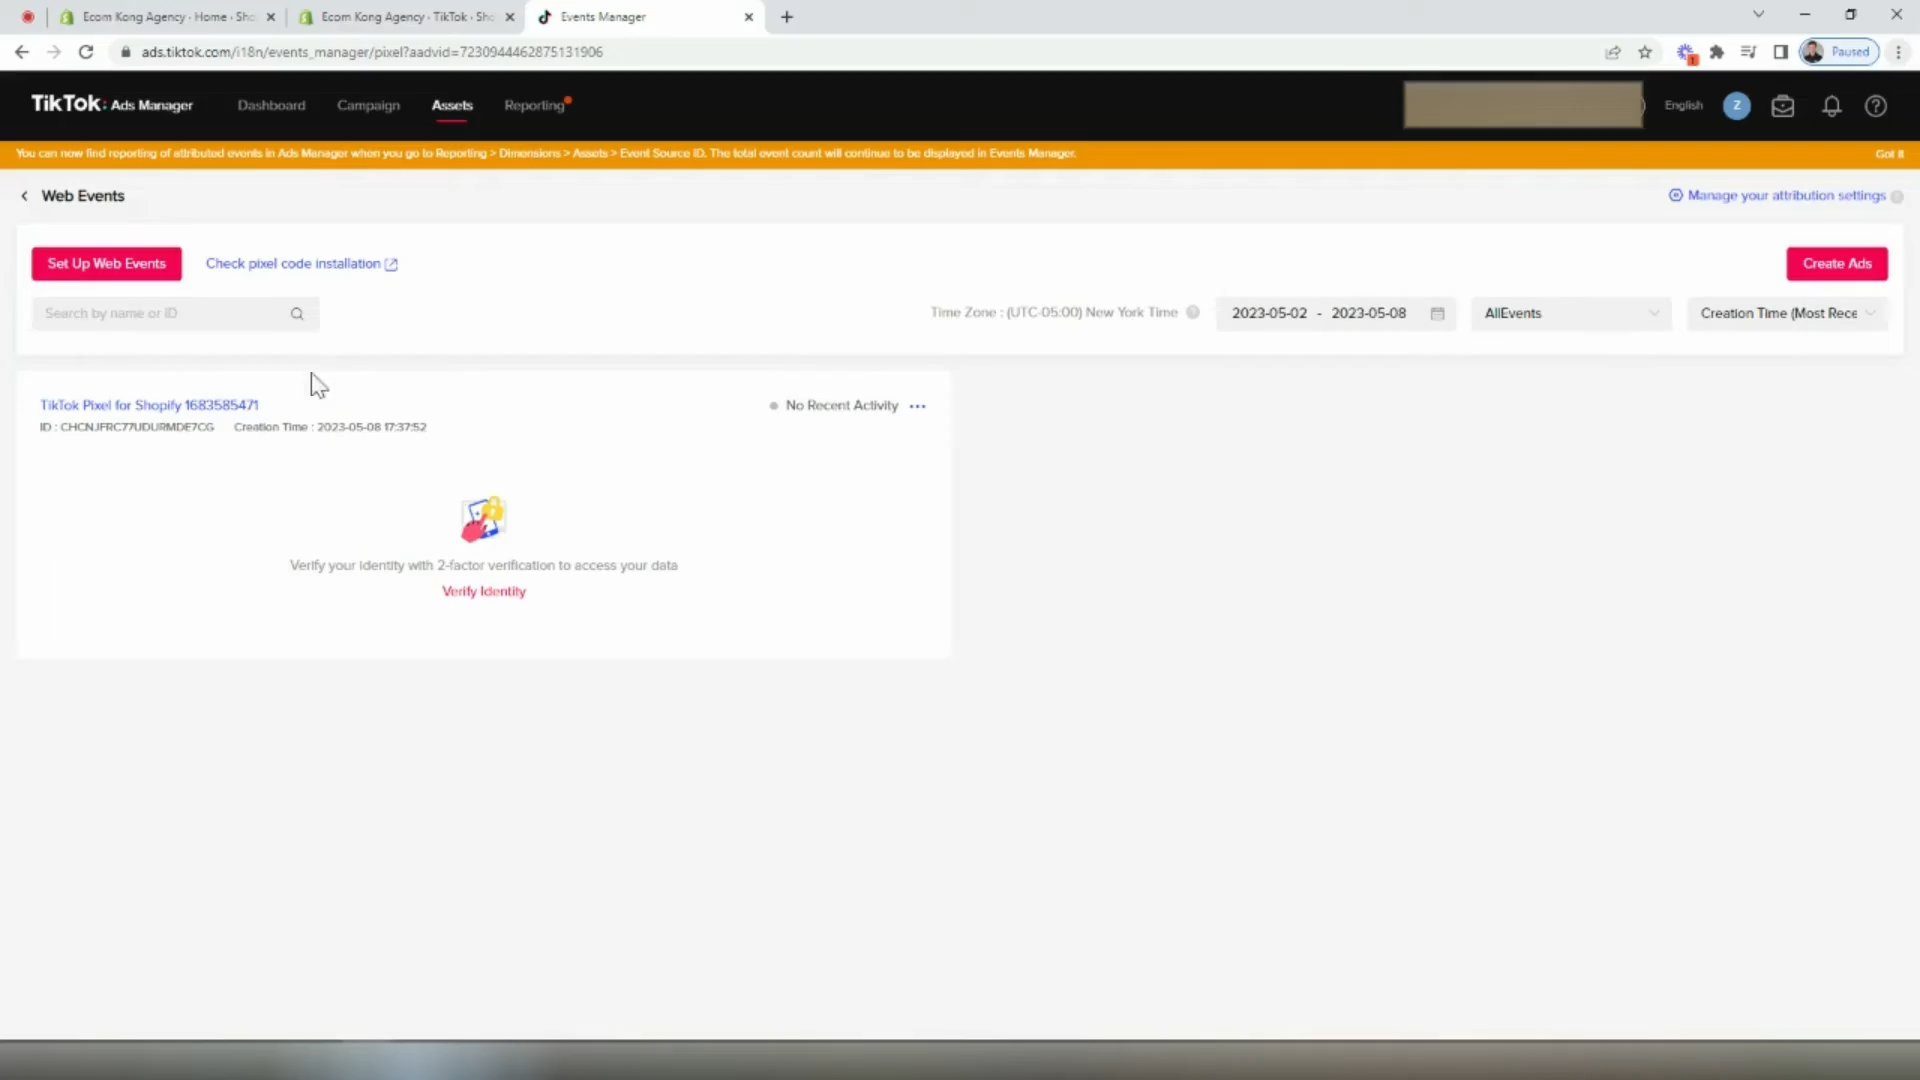 Ecom Kong Agency · Home · Sho
Ecom Kong Agency · TikTok · Sho
Events Manager
ads.tiktok.com/i18n/events_manager/pixel?aadvid=7230944462875131906
Paused
TikTok: Ads Manager
Dashboard
Campaign
Assets
Reporting
English
Z
You can now find reporting of attributed events in Ads Manager when you go to Reporting > Dimensions > Assets > Event Source ID. The total event count will continue to be displayed in Events Manager.
Got it
Web Events
Manage your attribution settings
Set Up Web Events
Check pixel code installation
Create Ads
Search by name or ID
Time Zone : (UTC-05:00) New York Time
2023-05-02 - 2023-05-08
AllEvents
Creation Time (Most Rece
TikTok Pixel for Shopify 1683585471
No Recent Activity
ID : CHCNJFRC77UDURMDE7CG Creation Time : 2023-05-08 17:37:52
Verify your identity with 2-factor verification to access your data
Verify Identity